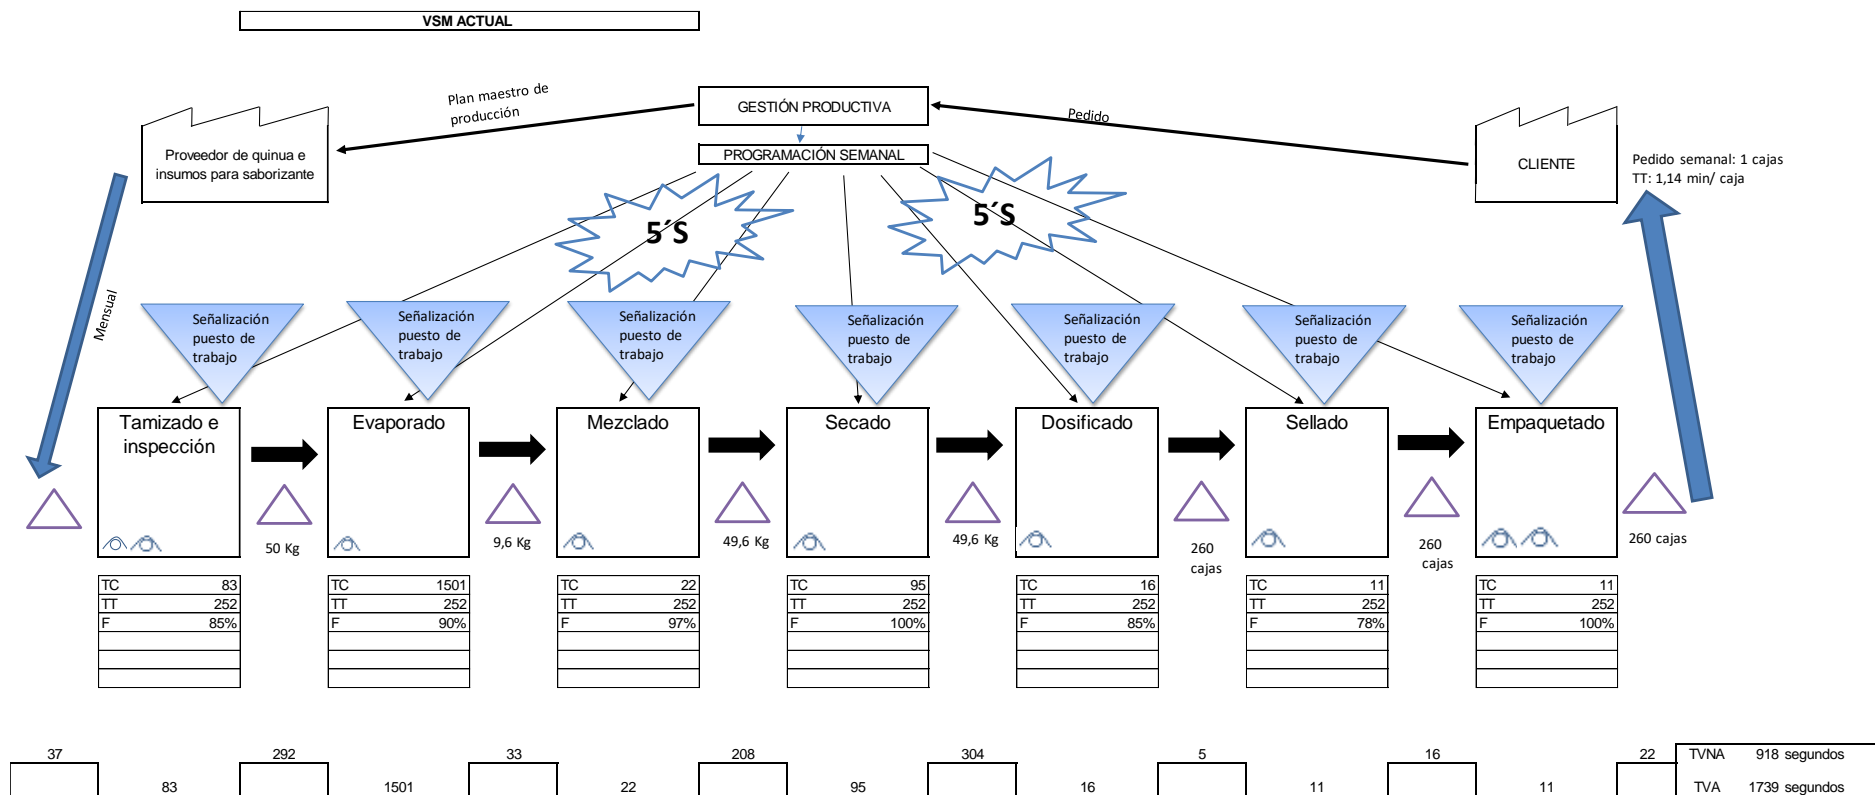 VSM ACTUAL
Plan maestro de
producción
GESTIÓN PRODUCTIVA
Pedido
PROGRAMACIÓN SEMANAL
Proveedor de quinua e
insumos para saborizante
CLIENTE
Pedido semanal: 1 cajas
TT: 1,14 min/ caja
5´S
5´S
Mensual
Señalización
puesto de
trabajo
Señalización
puesto de
trabajo
Señalización
puesto de
trabajo
Señalización
puesto de
trabajo
Señalización
puesto de
trabajo
Señalización
puesto de
trabajo
Señalización
puesto de
trabajo
Tamizado e
inspección
Evaporado
Mezclado
Secado
Dosificado
Sellado
Empaquetado
50 Kg
9,6 Kg
49,6 Kg
49,6 Kg
260
cajas
260
cajas
260 cajas
TC 83
TT 252
F 85%
TC 1501
TT 252
F 90%
TC 22
TT 252
F 97%
TC 95
TT 252
F 100%
TC 16
TT 252
F 85%
TC 11
TT 252
F 78%
TC 11
TT 252
F 100%
37 292 33 208 304 5 16 22 TVNA 918 segundos
83 1501 22 95 16 11 11 TVA 1739 segundos